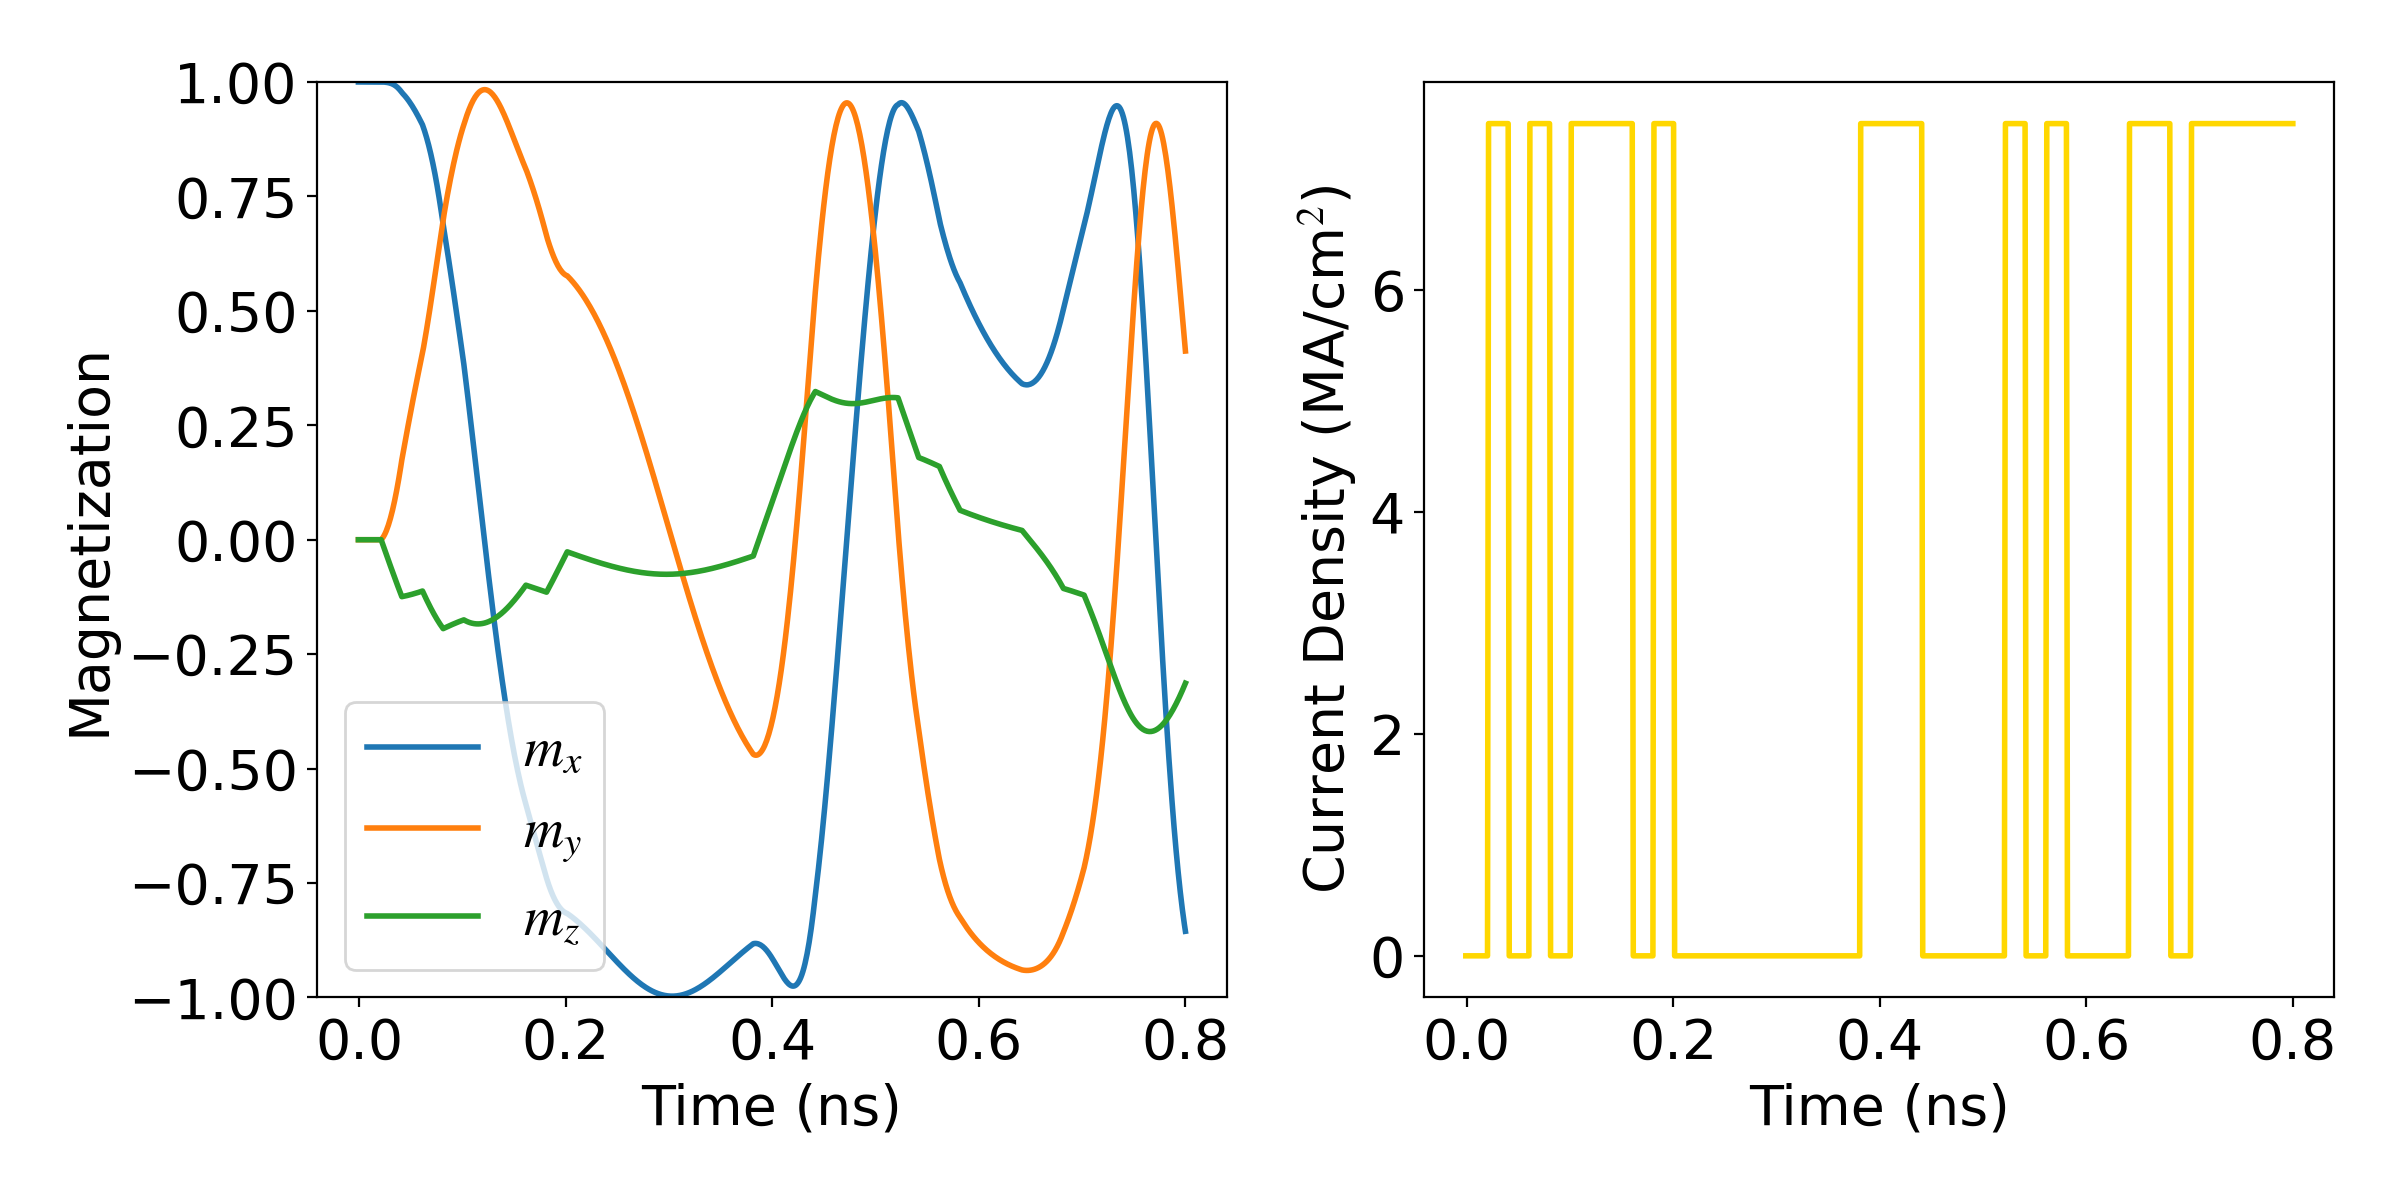 1.00
0.75
0.50
0.25
0.00
−0.25
−0.50
−0.75
−1.00
Magnetization
m_x
m_y
m_z
0.0 0.2 0.4 0.6 0.8
Time (ns)
6
4
2
0
Current Density (MA/cm²)
0.0 0.2 0.4 0.6 0.8
Time (ns)